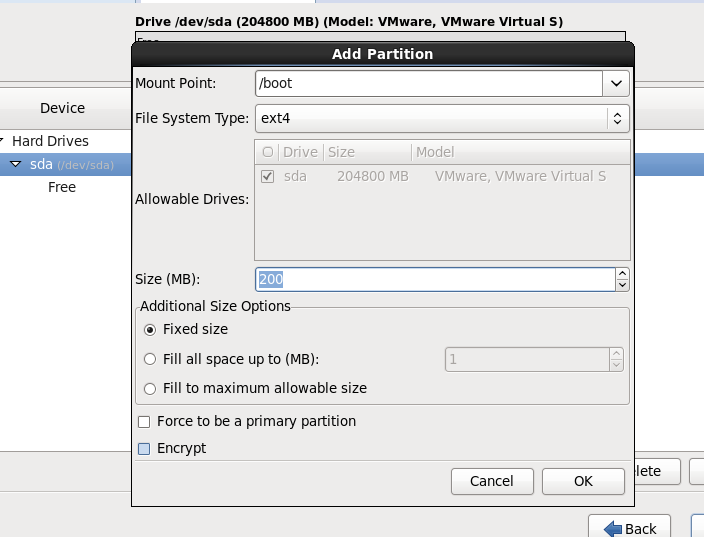 Drive /dev/sda (204800 MB) (Model: VMware, VMware Virtual S)
Add Partition
Mount Point: /boot
Device
File System Type: ext4
Hard Drives
Drive Size Model
sda (/dev/sda)
sda 204800 MB VMware, VMware Virtual S
Free
Allowable Drives:
Size (MB): 200
Additional Size Options
Fixed size
Fill all space up to (MB): 1
Fill to maximum allowable size
Force to be a primary partition
Encrypt
Cancel OK
Back